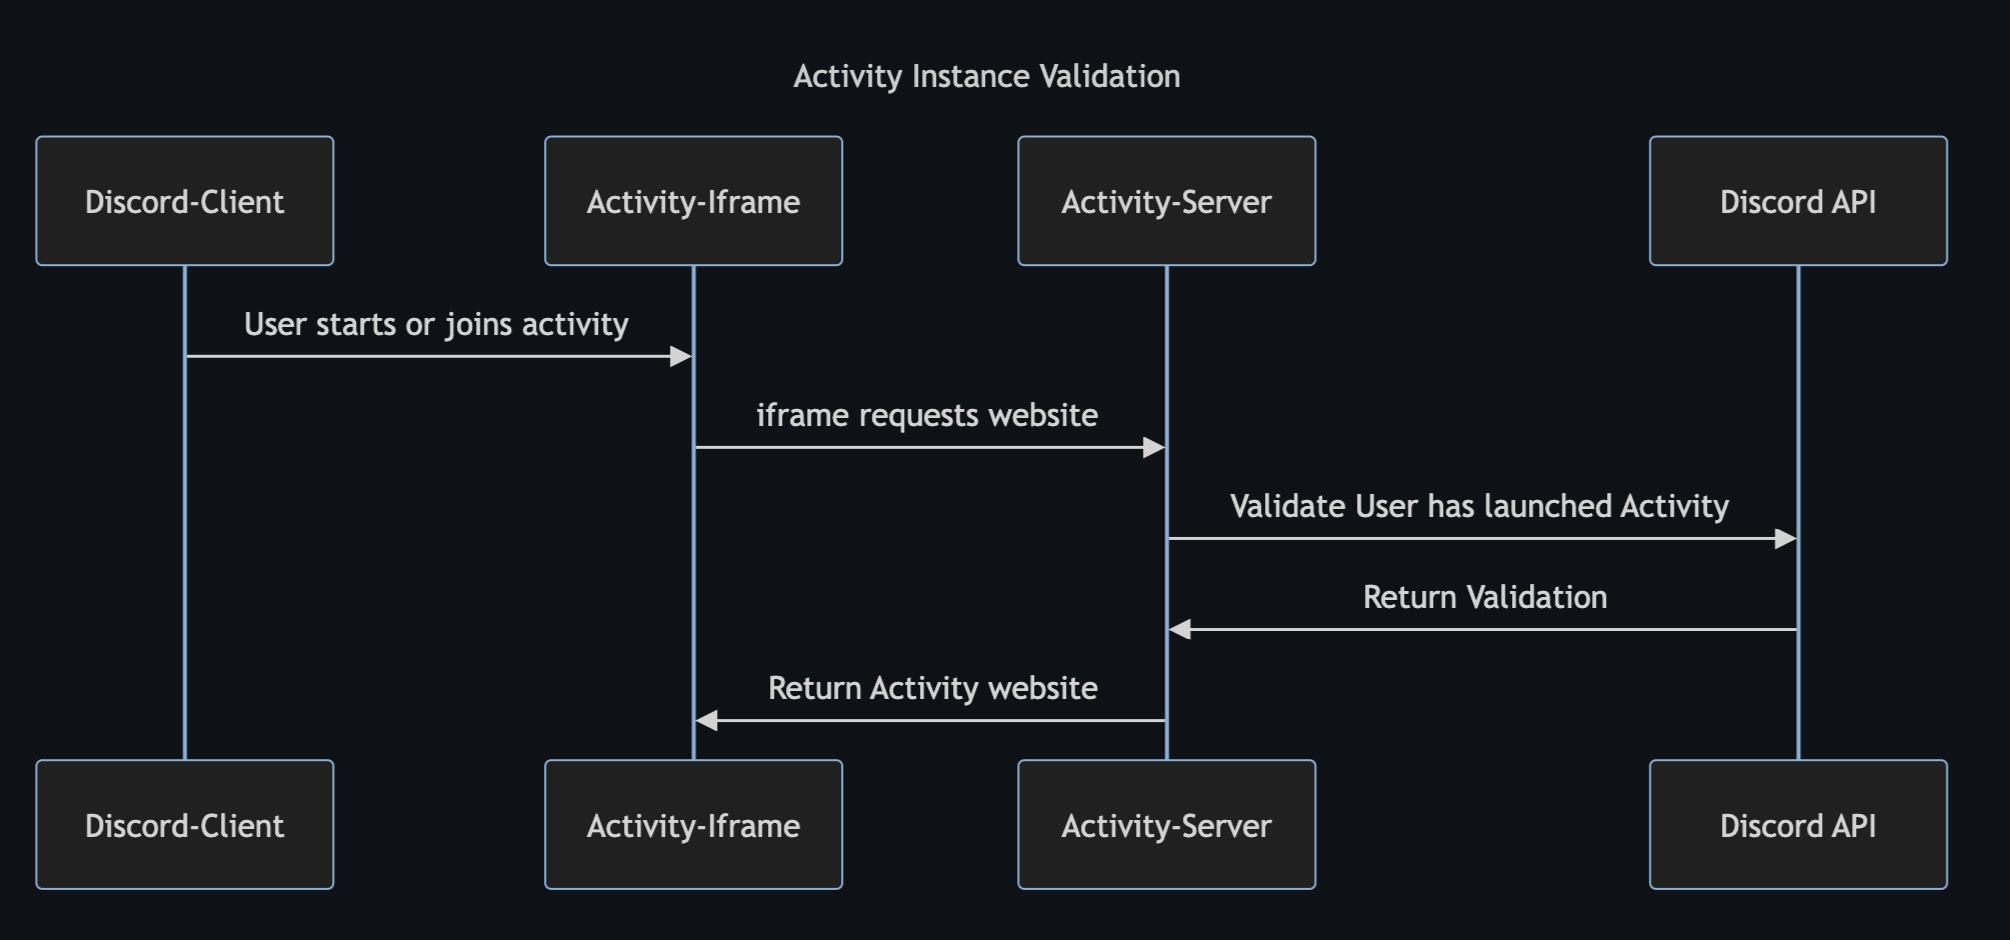 Activity Instance Validation
Discord-Client
Activity-Iframe
Activity-Server
Discord API
User starts or joins activity
iframe requests website
Validate User has launched Activity
Return Validation
Return Activity website
Discord-Client
Activity-Iframe
Activity-Server
Discord API